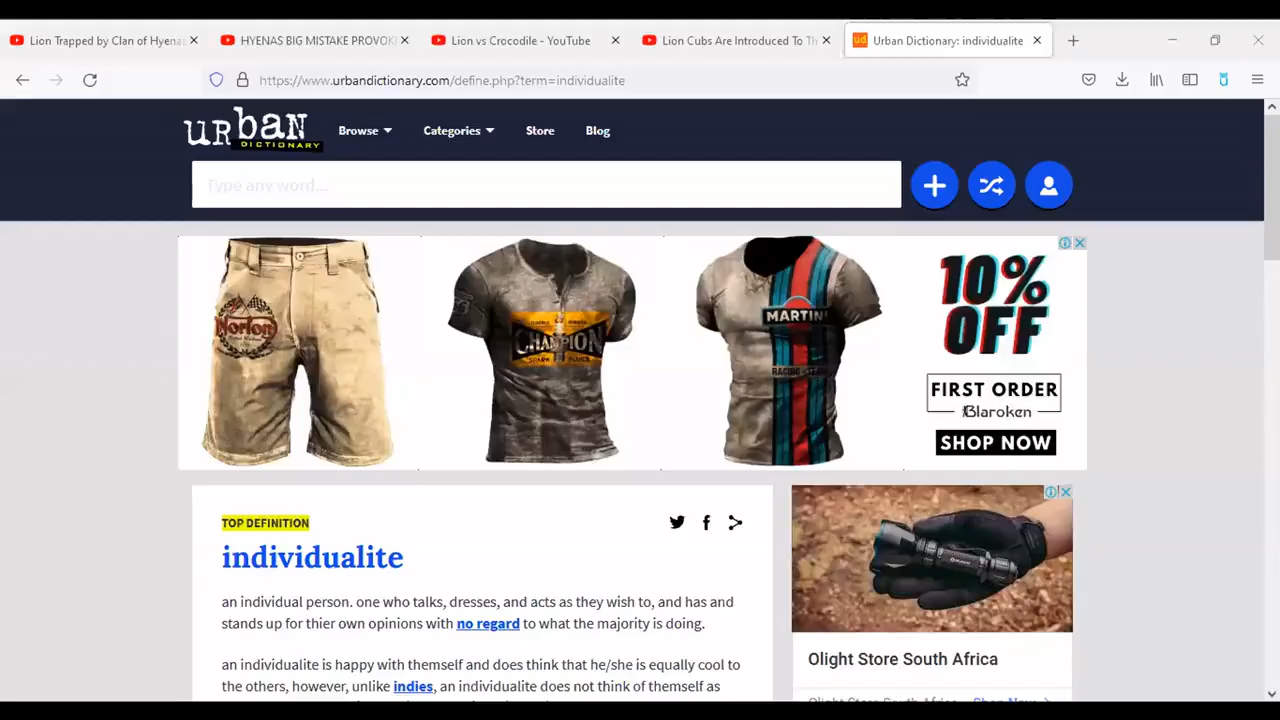 Lion Trapped by Clan of Hyenas
HYENAS BIG MISTAKE PROVOKI
Lion vs Crocodile - YouTube
Lion Cubs Are Introduced To Th
ud Urban Dictionary: individualite
https://www.urbandictionary.com/define.php?term=individualite
urban
DICTIONARY
Browse
Categories
Store
Blog
Type any word...
Norton
CHAMPION
MARTINI
RACING
10%
OFF
FIRST ORDER
Blaroken
SHOP NOW
TOP DEFINITION
individualite
an individual person. one who talks, dresses, and acts as they wish to, and has and
stands up for thier own opinions with no regard to what the majority is doing.
an individualite is happy with themself and does think that he/she is equally cool to
the others, however, unlike indies, an individualite does not think of themself as
Olight Store South Africa
Olight Store South Africa
Shop Now